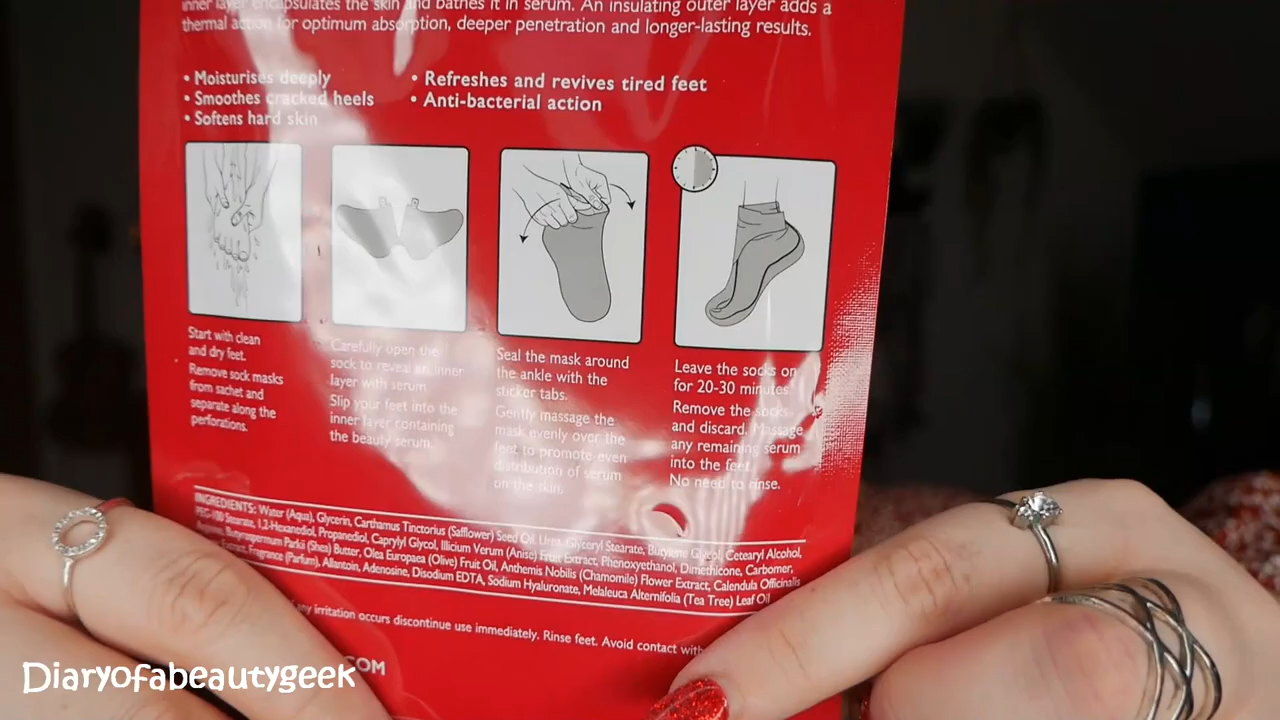 inner layer encapsulates the skin and bathes it in serum. An insulating outer layer adds a
thermal action for optimum absorption, deeper penetration and longer-lasting results.
• Moisturises deeply
• Smoothes cracked heels
• Softens hard skin
• Refreshes and revives tired feet
• Anti-bacterial action
Start with clean
and dry feet.
Remove sock masks
from sachet and
separate along the
perforations.
Carefully open the
sock to reveal an inner
layer with serum.
Slip your feet into the
inner layer containing
the beauty serum.
Seal the mask around
the ankle with the
sticker tabs.
Gently massage the
mask evenly over the
feet to promote even
distribution of serum
on the skin.
Leave the socks on
for 20-30 minutes.
Remove the socks
and discard. Massage
any remaining serum
into the feet.
No need to rinse.
INGREDIENTS: Water (Aqua), Glycerin, Carthamus Tinctorius (Safflower) Seed Oil, Urea, Glyceryl Stearate, Butylene Glycol, Cetearyl Alcohol,
PEG-100 Stearate, 1,2-Hexanediol, Propanediol, Caprylyl Glycol, Illicium Verum (Anise) Fruit Extract, Phenoxyethanol, Dimethicone, Carbomer,
Butyrospermum Parkii (Shea) Butter, Olea Europaea (Olive) Fruit Oil, Anthemis Nobilis (Chamomile) Flower Extract, Calendula Officinalis
Extract, Fragrance (Parfum), Allantoin, Adenosine, Disodium EDTA, Sodium Hyaluronate, Melaleuca Alternifolia (Tea Tree) Leaf Oil
any irritation occurs discontinue use immediately. Rinse feet. Avoid contact with
.COM
Diaryofabeautygeek